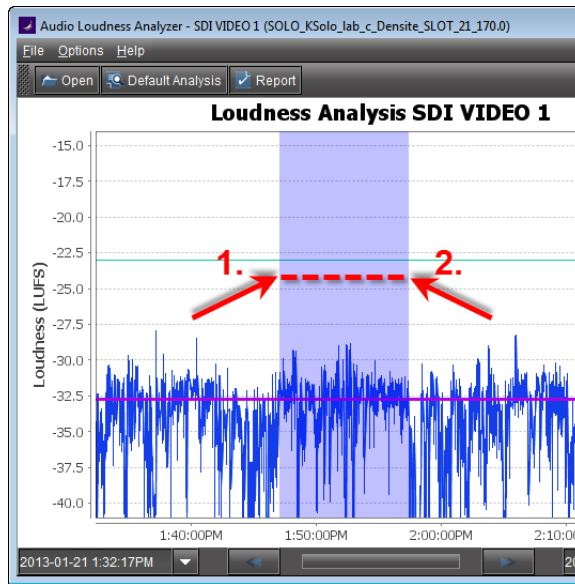 Audio Loudness Analyzer - SDI VIDEO 1 (SOLO_KSolo_lab_c_Densite_SLOT_21_170.0)
File Options Help
Open Default Analysis Report
Loudness Analysis SDI VIDEO 1
Loudness (LUFS)
-15.0
-17.5
-20.0
-22.5
-25.0
-27.5
-30.0
-32.5
-35.0
-37.5
-40.0
1. 2.
1:40:00PM 1:50:00PM 2:00:00PM 2:10:
2013-01-21 1:32:17PM 20